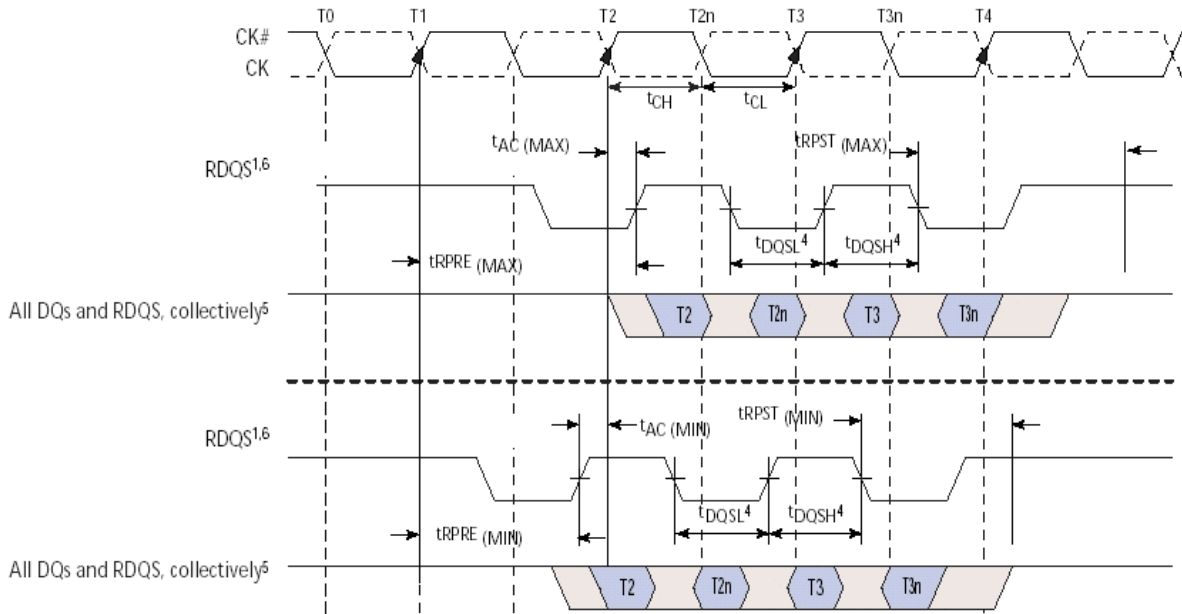 T0 T1 T2 T2n T3 T3n T4
CK#
CK
tCH tCL
tAC (MAX) tRPST (MAX)
RDQS1,6
tDQSL4 tDQSH4
tRPRE (MAX)
All DQs and RDQS, collectively5
T2 T2n T3 T3n
tRPST (MIN)
RDQS1,6
tAC (MIN)
tDQSL4 tDQSH4
tRPRE (MIN)
All DQs and RDQS, collectively5
T2 T2n T3 T3n